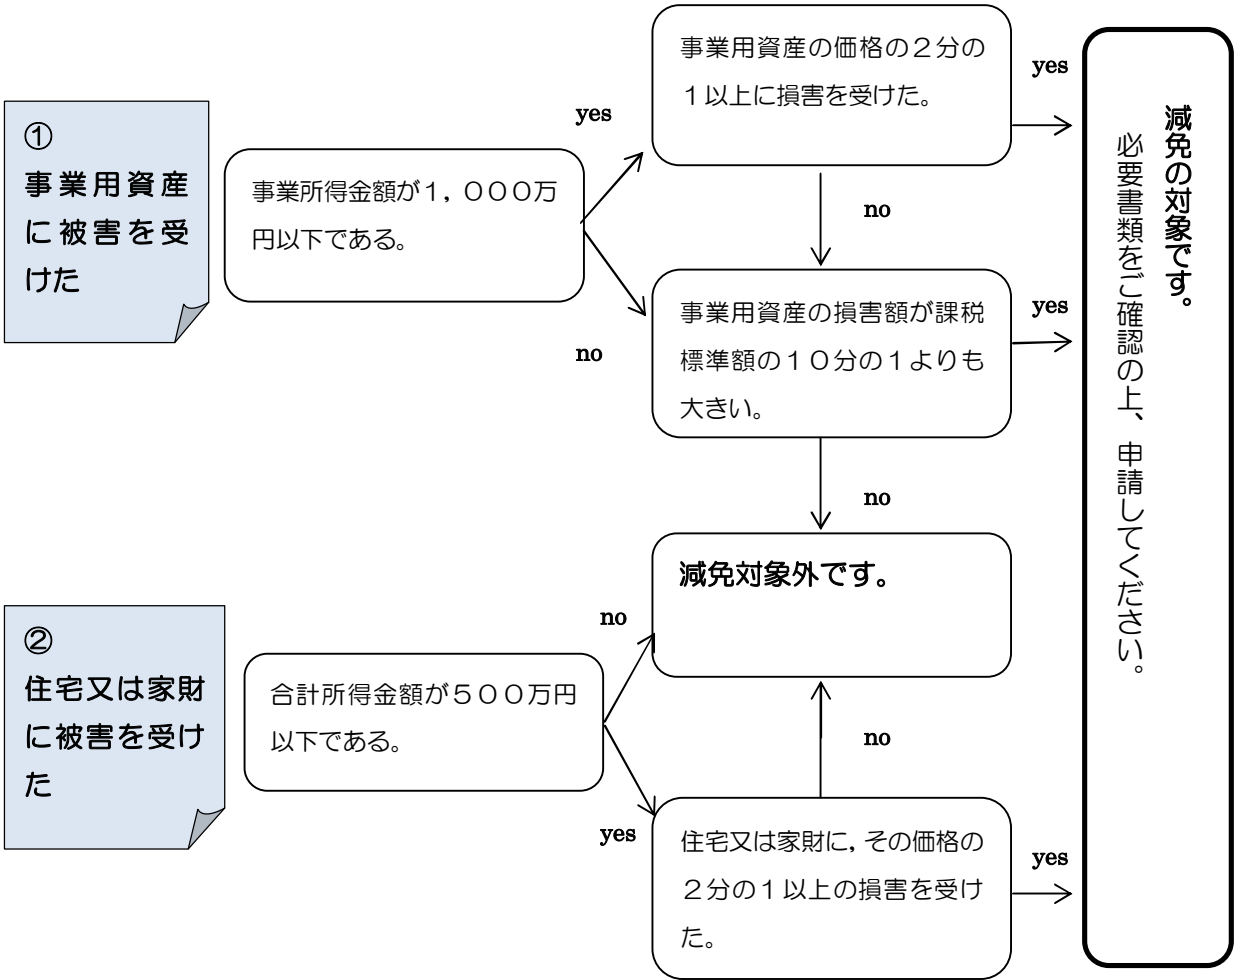 ①
事業用資産
に被害を受
けた
事業所得金額が１，０００万
円以下である。
yes
no
事業用資産の価格の２分の
１以上に損害を受けた。
yes
no
事業用資産の損害額が課税
標準額の１０分の１よりも
大きい。
yes
no
減免対象外です。
②
住宅又は家財
に被害を受け
た
合計所得金額が５００万円
以下である。
no
yes
no
住宅又は家財に，その価格の
２分の１以上の損害を受け
た。
yes
減免の対象です。
必要書類をご確認の上、申請してください。